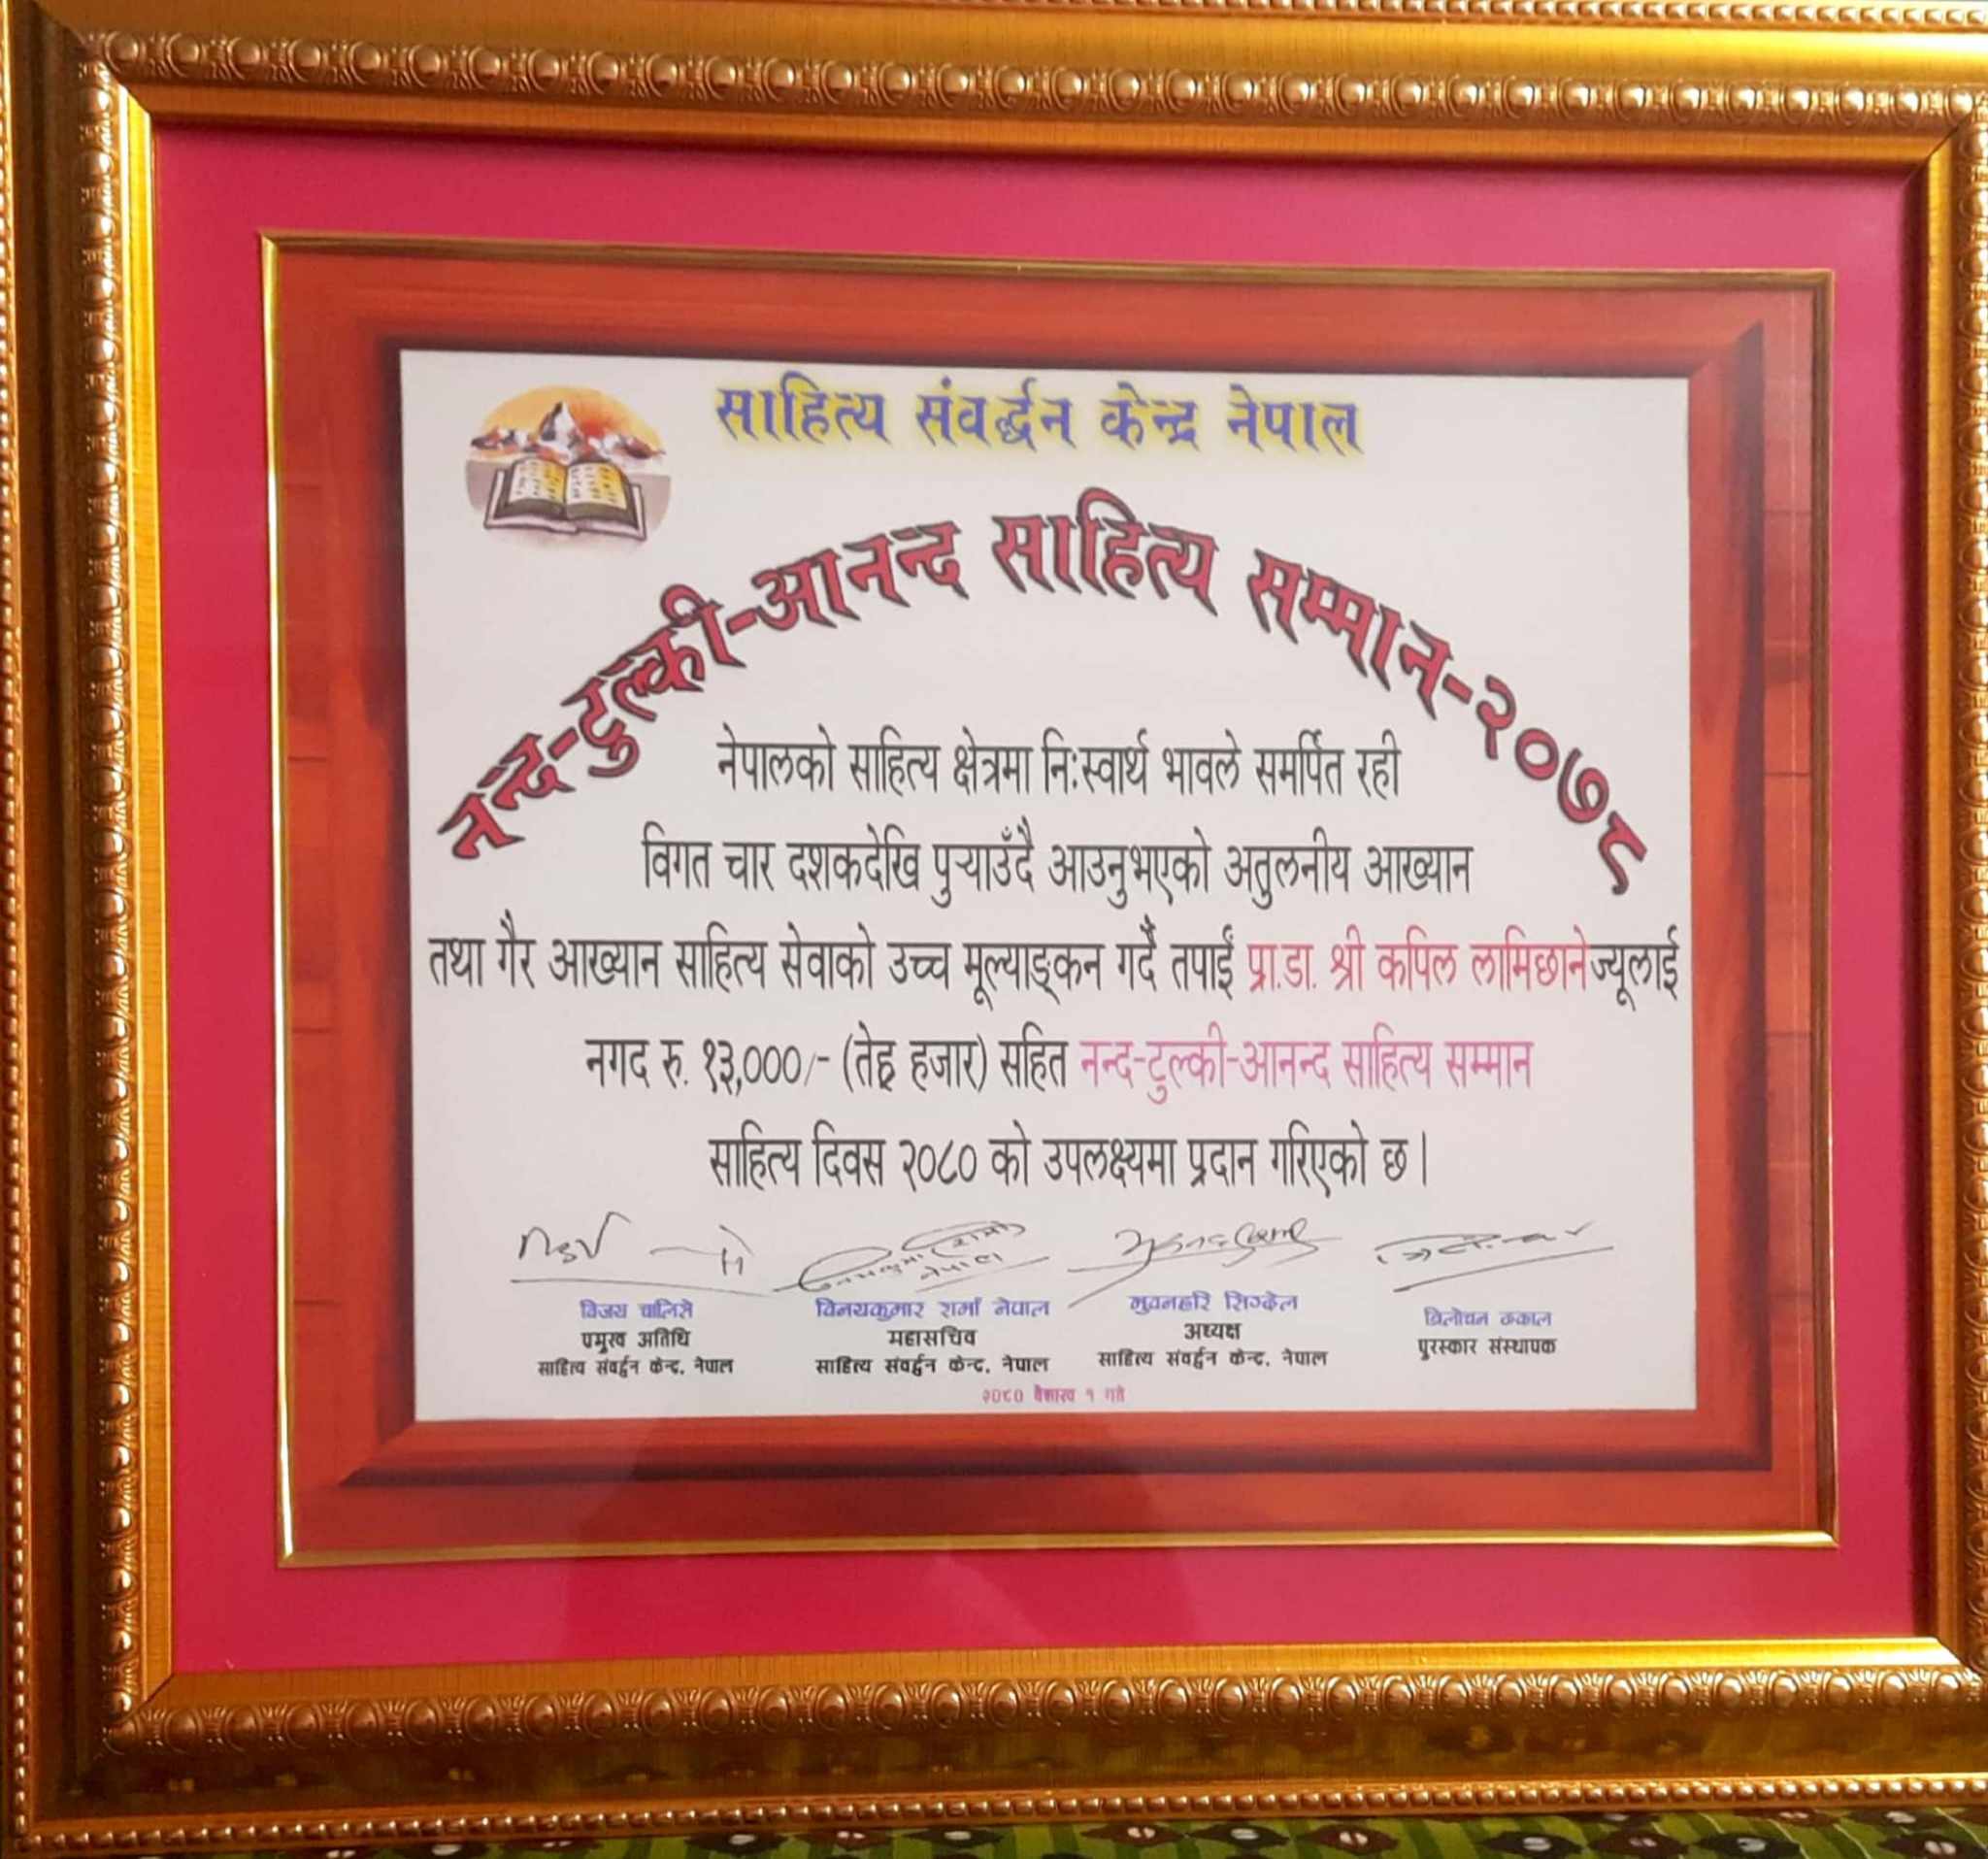 साहित्य संवर्द्धन केन्द्र नेपाल
नन्द-टुल्की-आनन्द साहित्य सम्मान-२०७८
नेपालको साहित्य क्षेत्रमा निःस्वार्थ भावले समर्पित रही
विगत चार दशकदेखि पुऱ्याउँदै आउनुभएको अतुलनीय आख्यान
तथा गैर आख्यान साहित्य सेवाको उच्च मूल्याङ्कन गर्दै तपाईं प्रा.डा. श्री कपिल लामिछानेज्यूलाई
नगद रु. १३,०००/- (तेह्र हजार) सहित नन्द-टुल्की-आनन्द साहित्य सम्मान
साहित्य दिवस २०८० को उपलक्ष्यमा प्रदान गरिएको छ।
विजय चालिसे
प्रमुख अतिथि
साहित्य संवर्द्धन केन्द्र, नेपाल
विनयकुमार शर्मा नेपाल
महासचिव
साहित्य संवर्द्धन केन्द्र, नेपाल
भुवनहरि सिग्देल
अध्यक्ष
साहित्य संवर्द्धन केन्द्र, नेपाल
त्रिलोचन ढकाल
पुरस्कार संस्थापक
२०८० बैशाख १ गते